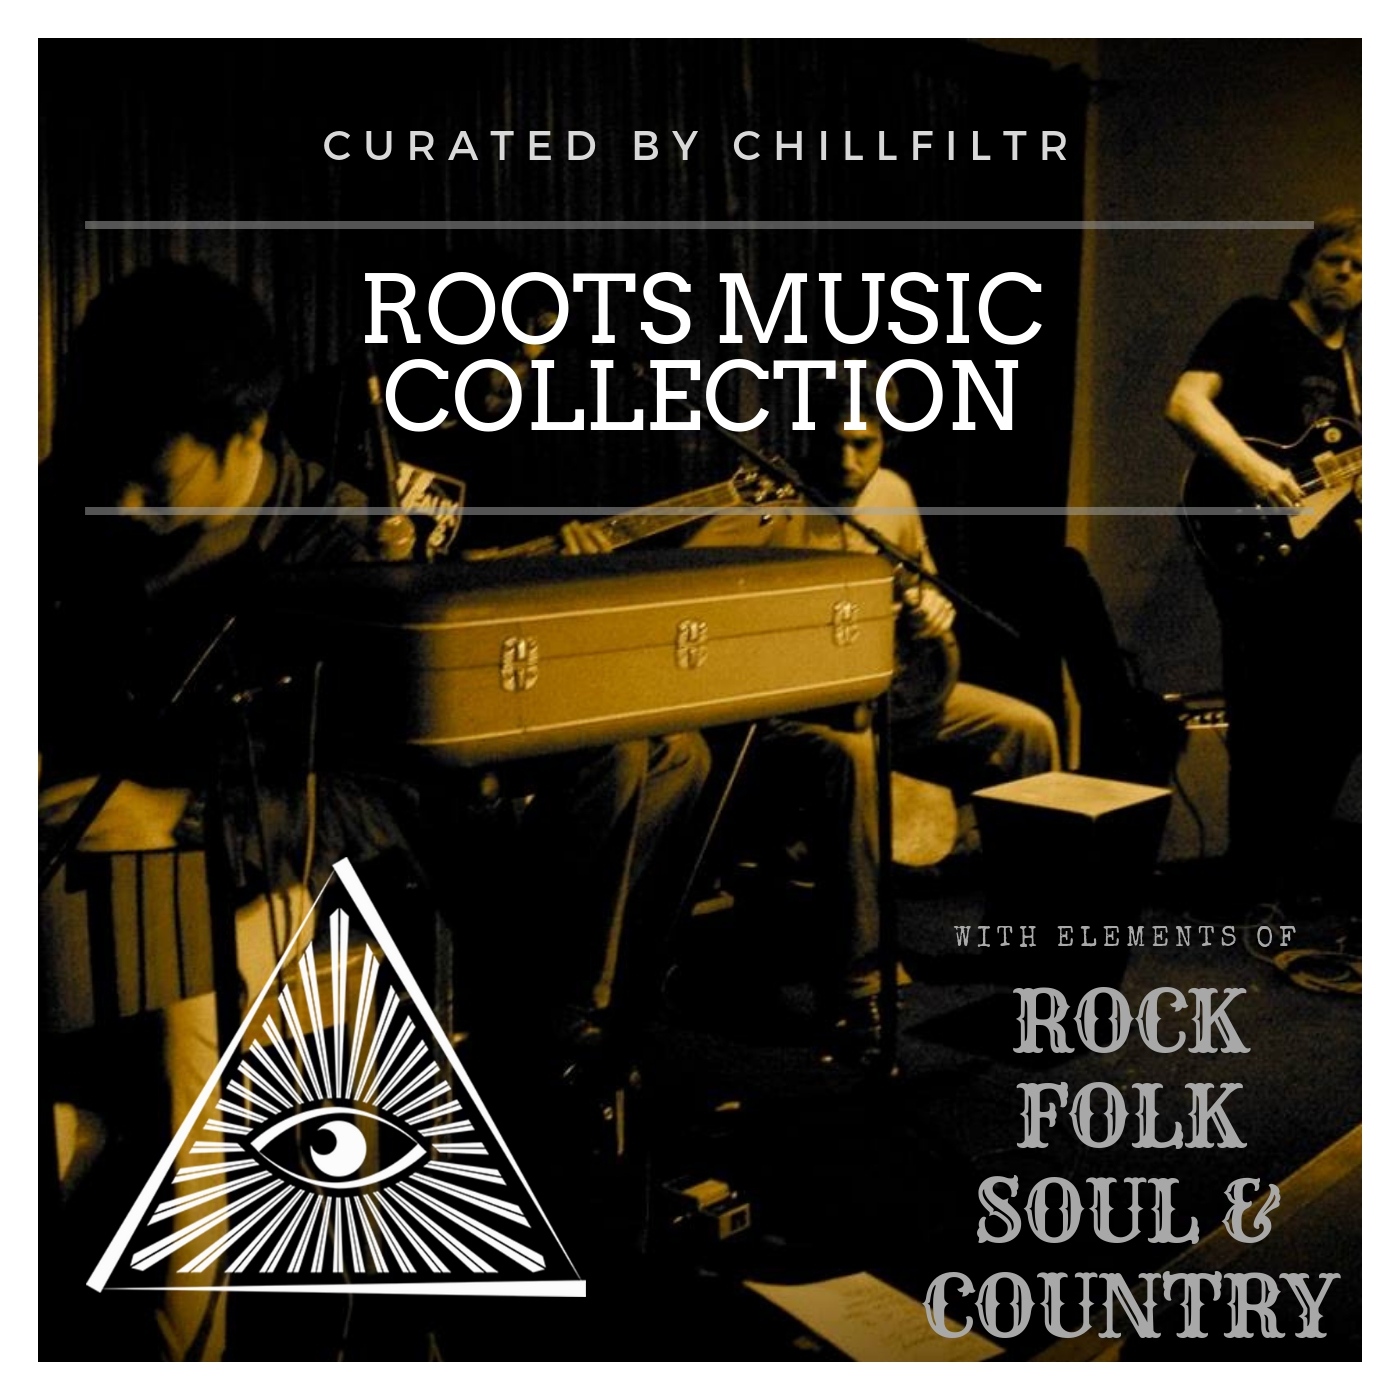 CURATED BY CHILLFILTR
ROOTS MUSIC
COLLECTION
WITH ELEMENTS OF
ROCK
FOLK
SOUL &
COUNTRY